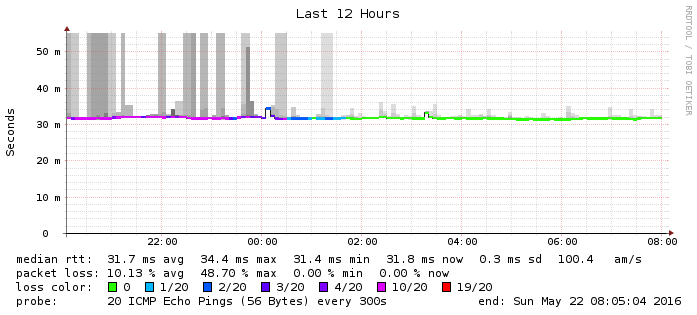 Last 12 Hours
RRDTOOL / TOBI OETIKER
Seconds
50 m
40 m
30 m
20 m
10 m
0
22:00 00:00 02:00 04:00 06:00 08:00
median rtt: 31.7 ms avg 34.4 ms max 31.4 ms min 31.8 ms now 0.3 ms sd 100.4 am/s
packet loss: 10.13 % avg 48.70 % max 0.00 % min 0.00 % now
loss color: 0 1/20 2/20 3/20 4/20 10/20 19/20
probe: 20 ICMP Echo Pings (56 Bytes) every 300s end: Sun May 22 08:05:04 2016